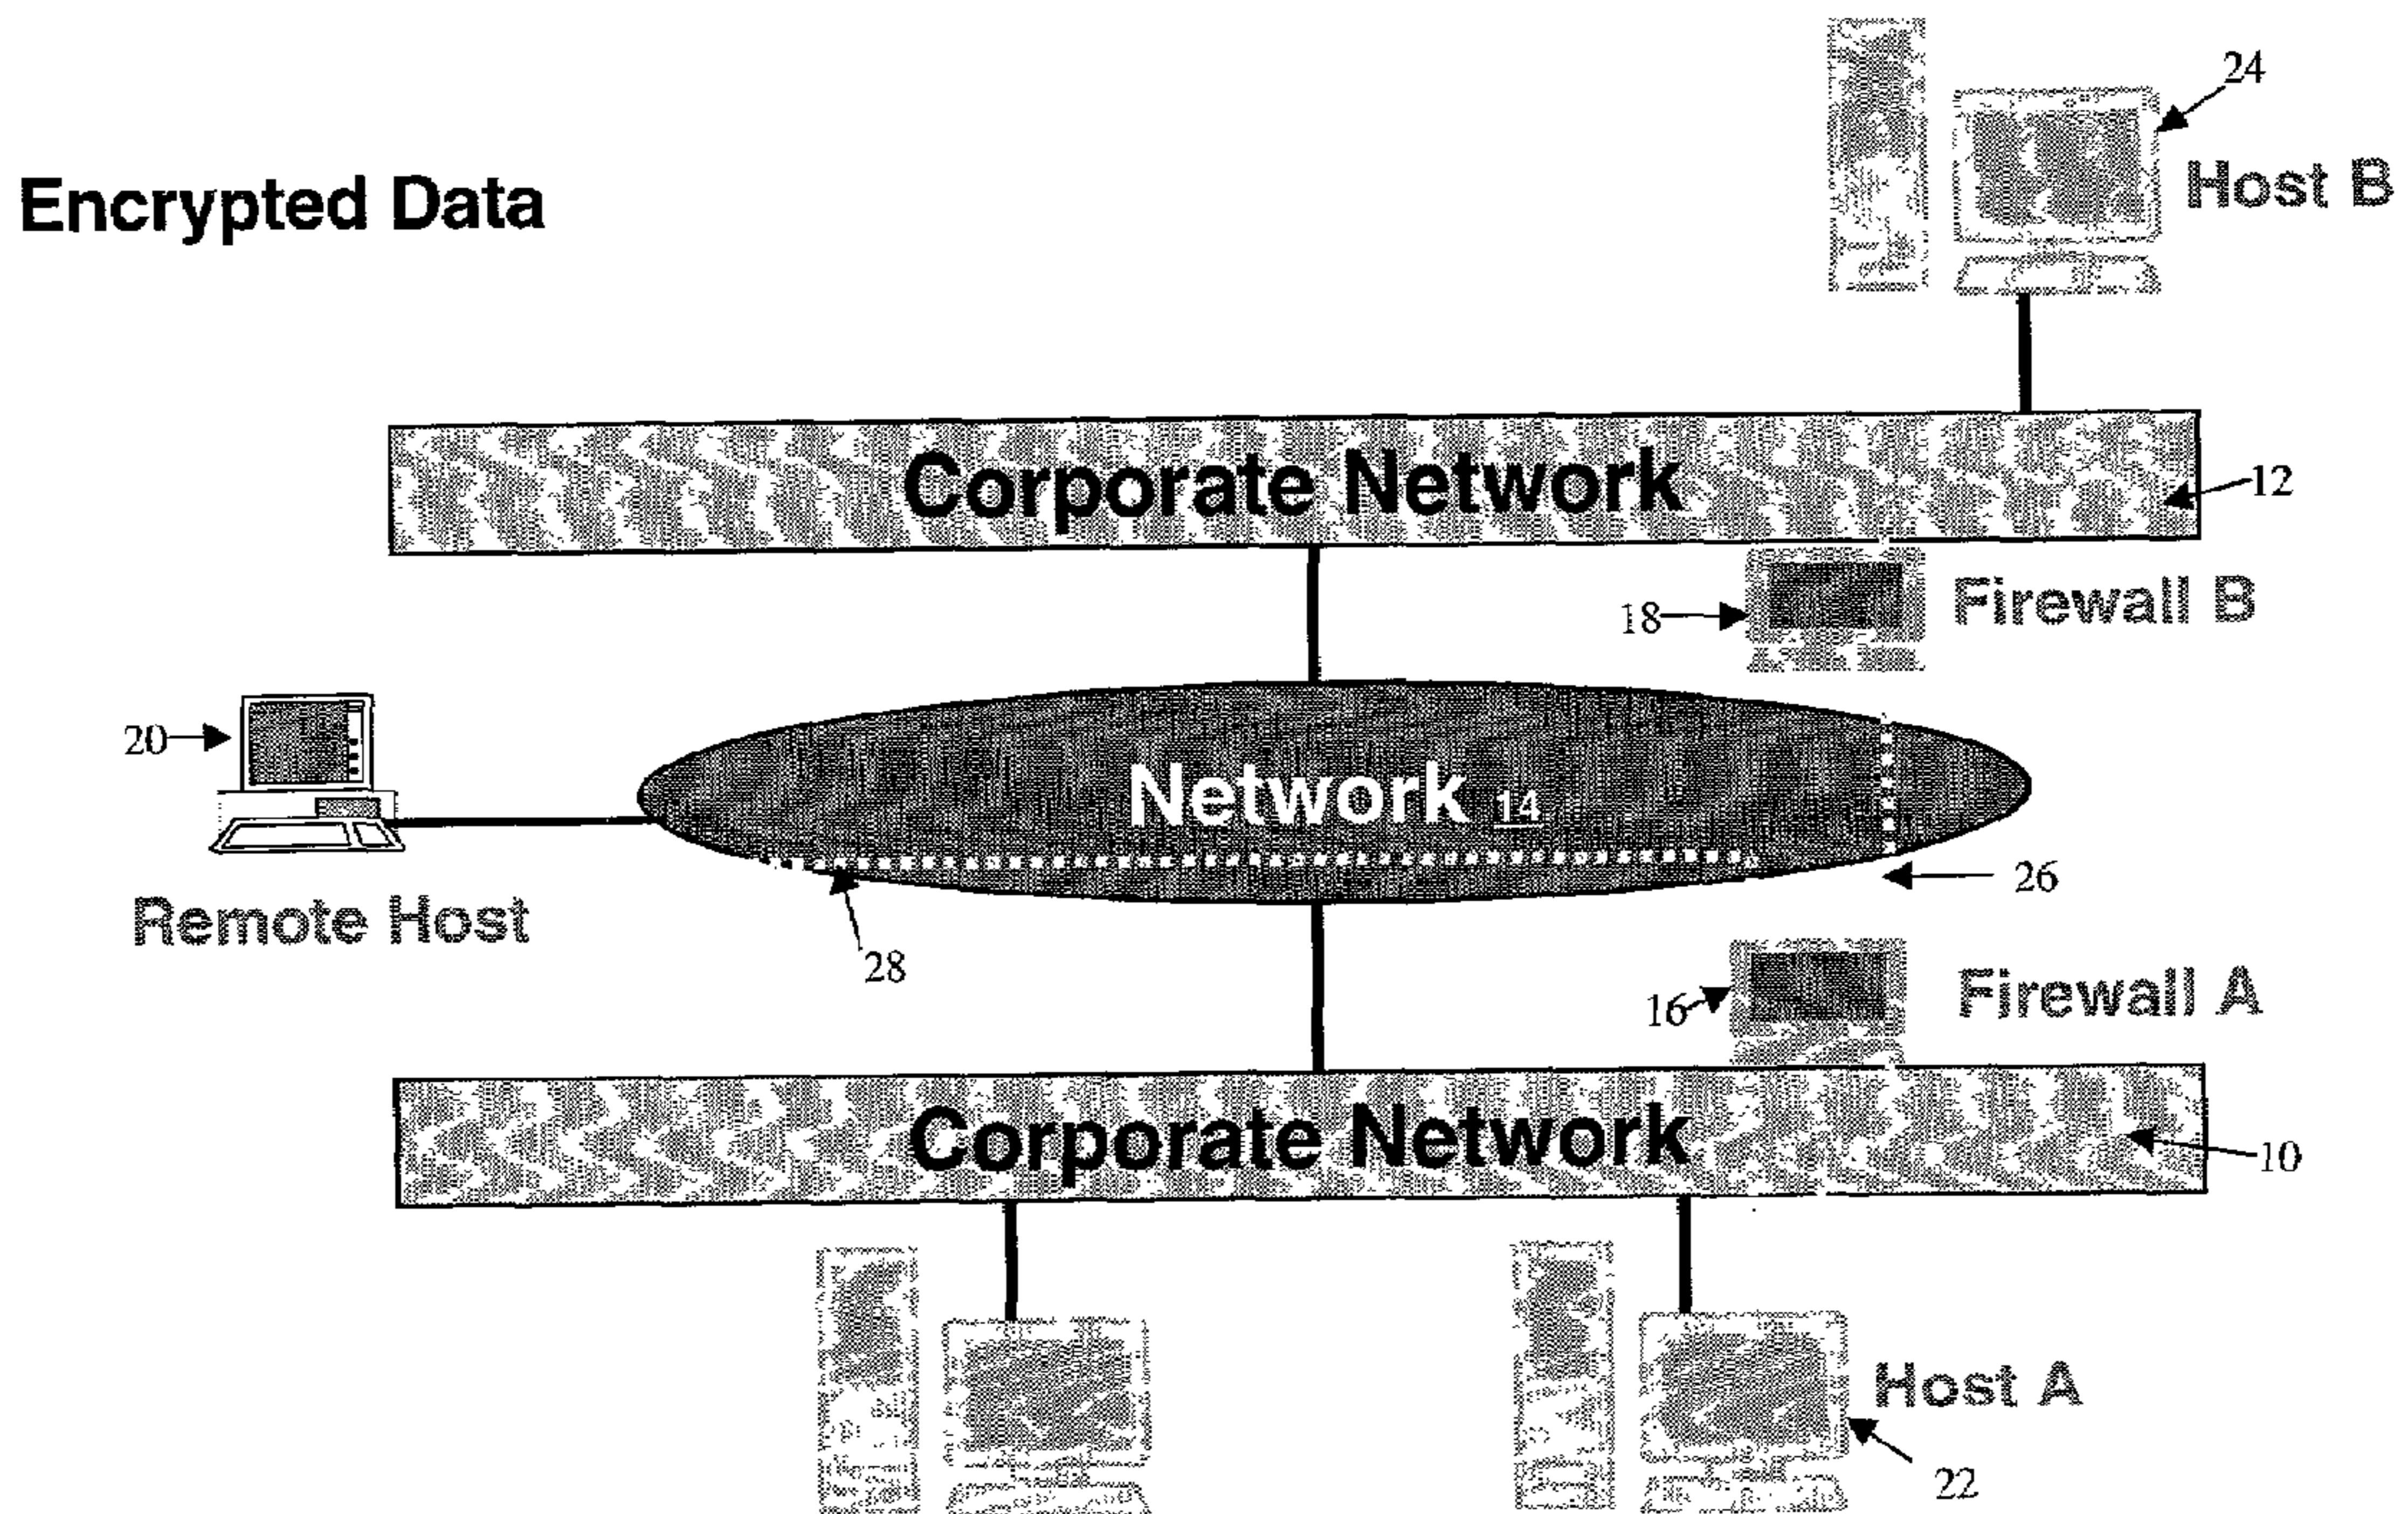 24
Host B
Encrypted Data
Corporate Network
12
18
Firewall B
20
Network 14
26
Remote Host
28
16
Firewall A
Corporate Network
10
Host A
22